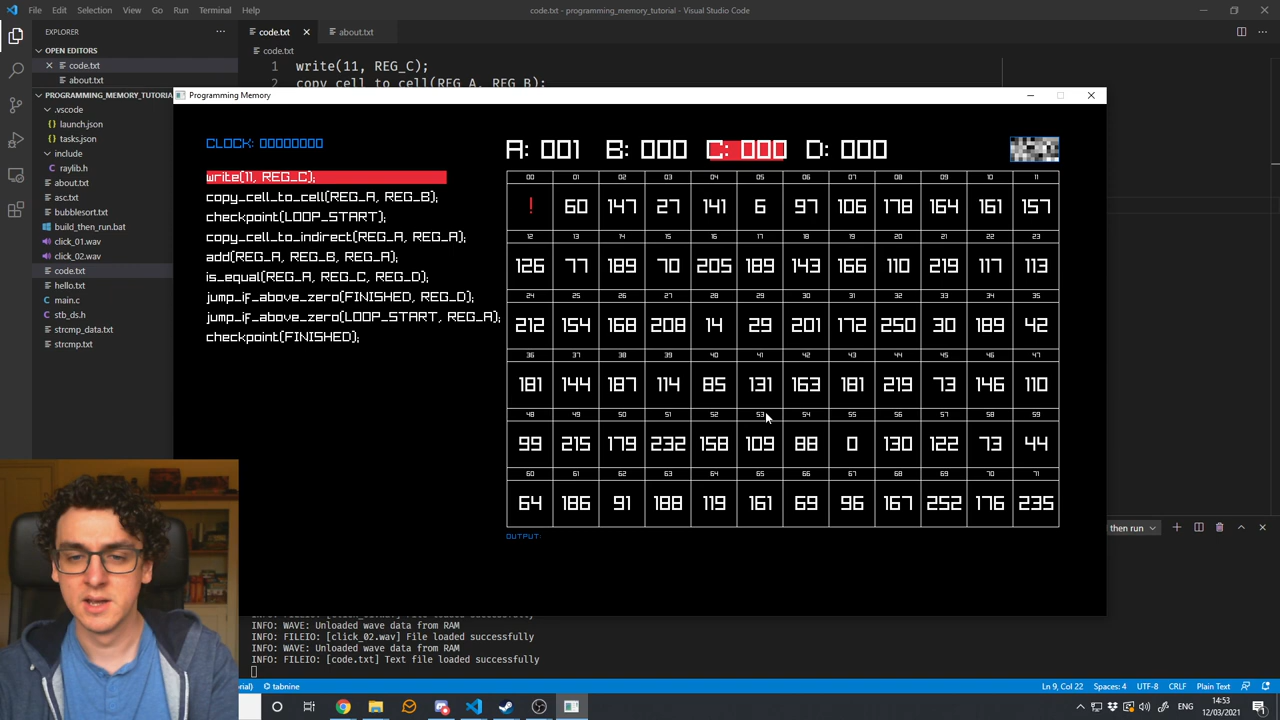 File Edit Selection View Go Run Terminal Help
code.txt - programming_memory_tutorial - Visual Studio Code
EXPLORER
OPEN EDITORS
code.txt
about.txt
PROGRAMMING_MEMORY_TUTORIA
.vscode
launch.json
tasks.json
include
raylib.h
about.txt
asc.txt
bubblesort.txt
build_then_run.bat
click_01.wav
click_02.wav
code.txt
hello.txt
main.c
stb_ds.h
strcmp_data.txt
strcmp.txt
code.txt about.txt
code.txt
1 write(11, REG_C);
2 copy_cell_to_cell(REG_A, REG_B);
Programming Memory
CLOCK: 00000000
write(11, REG_C);
copy_cell_to_cell(REG_A, REG_B);
checkpoint(LOOP_START);
copy_cell_to_indirect(REG_A, REG_A);
add(REG_A, REG_B, REG_A);
is_equal(REG_A, REG_C, REG_D);
jump_if_above_zero(FINISHED, REG_D);
jump_if_above_zero(LOOP_START, REG_A);
checkpoint(FINISHED);
A: 001 B: 000 C: 000 D: 000
00 01 02 03 04 05 06 07 08 09 10 11
! 60 147 27 141 6 97 106 178 164 161 157
12 13 14 15 16 17 18 19 20 21 22 23
126 77 189 70 205 189 143 166 110 219 117 113
24 25 26 27 28 29 30 31 32 33 34 35
212 154 168 208 14 29 201 172 250 30 189 42
36 37 38 39 40 41 42 43 44 45 46 47
181 144 187 114 85 131 163 181 219 73 146 110
48 49 50 51 52 53 54 55 56 57 58 59
99 215 179 232 158 109 88 0 130 122 73 44
60 61 62 63 64 65 66 67 68 69 70 71
64 186 91 188 119 161 69 96 167 252 176 235
OUTPUT:
then run
INFO: WAVE: Unloaded wave data from RAM
INFO: FILEIO: [click_02.wav] File loaded successfully
INFO: WAVE: Unloaded wave data from RAM
INFO: FILEIO: [code.txt] Text file loaded successfully
rial) tabnine Ln 9, Col 22 Spaces: 4 UTF-8 CRLF Plain Text
ENG
14:53
12/03/2021